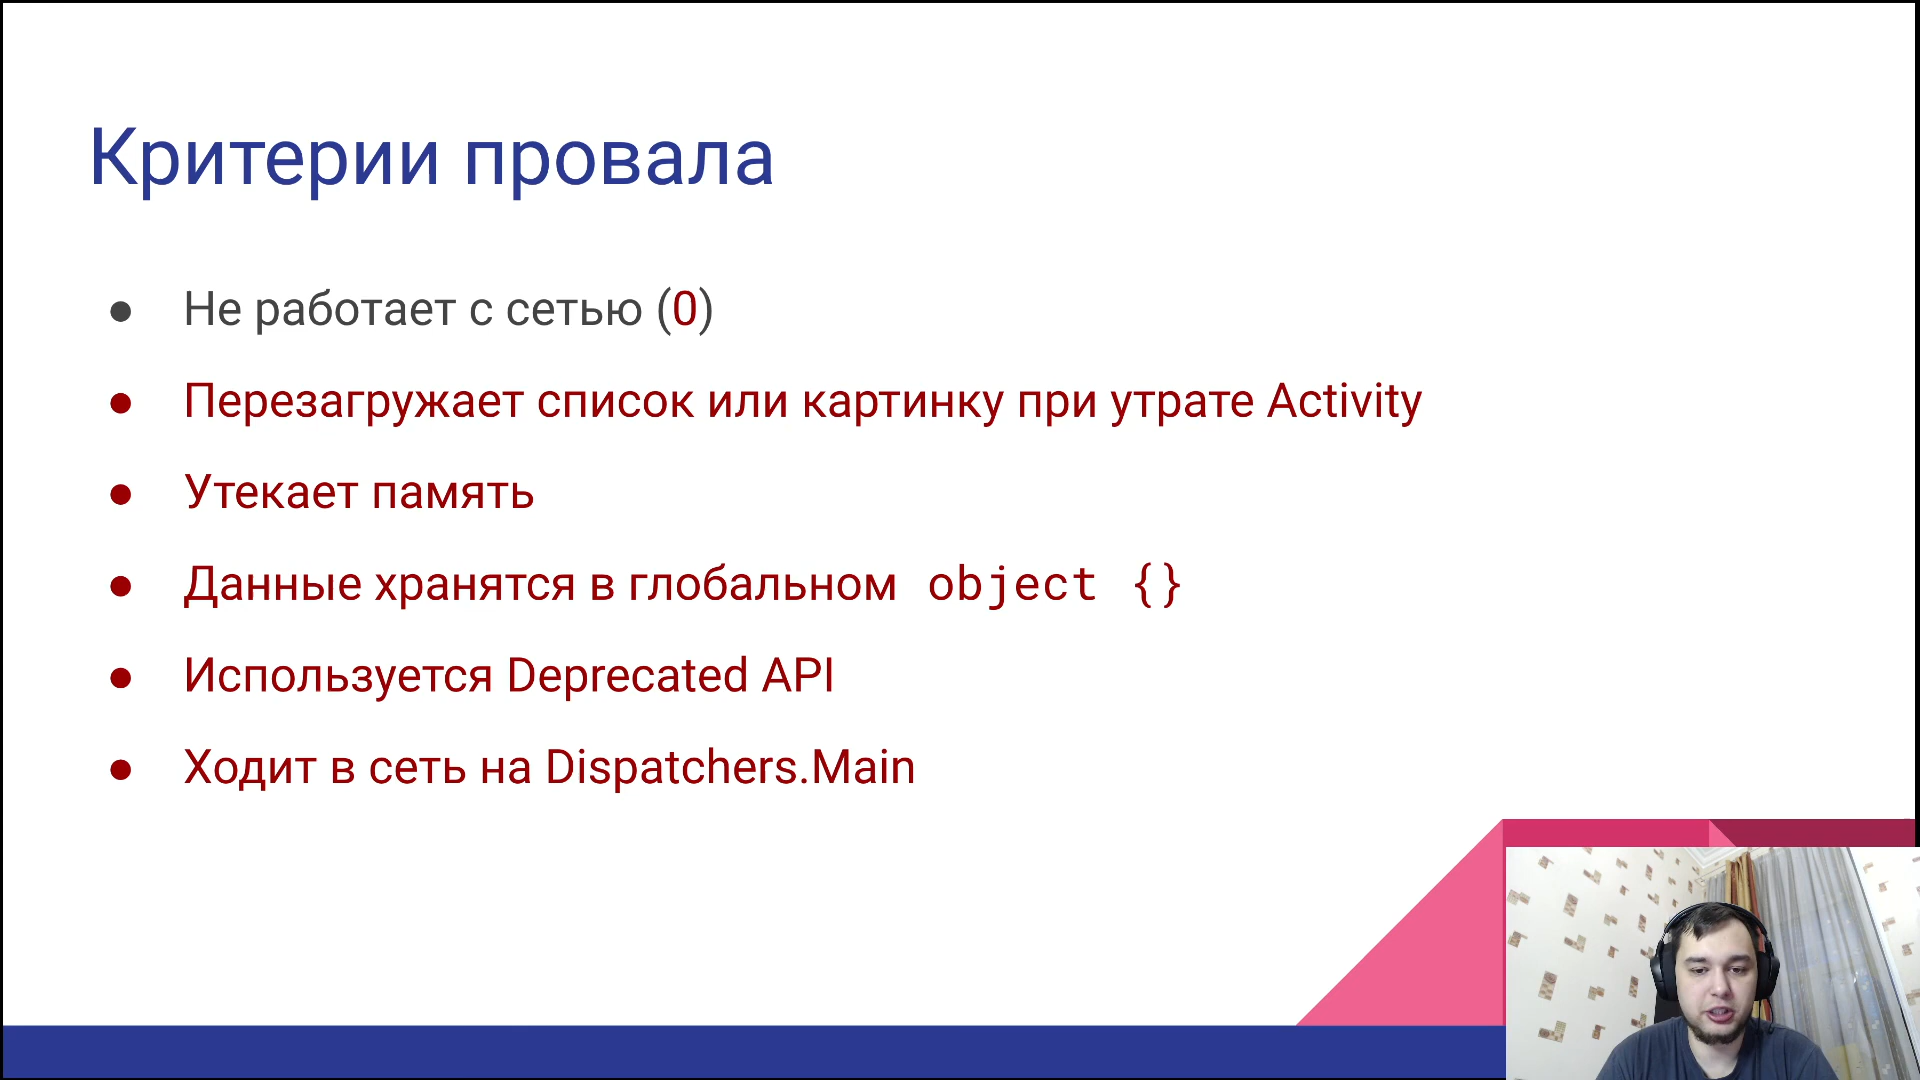 Критерии провала
● Не работает с сетью (0)
● Перезагружает список или картинку при утрате Activity
● Утекает память
● Данные хранятся в глобальном object {}
● Используется Deprecated API
● Ходит в сеть на Dispatchers.Main